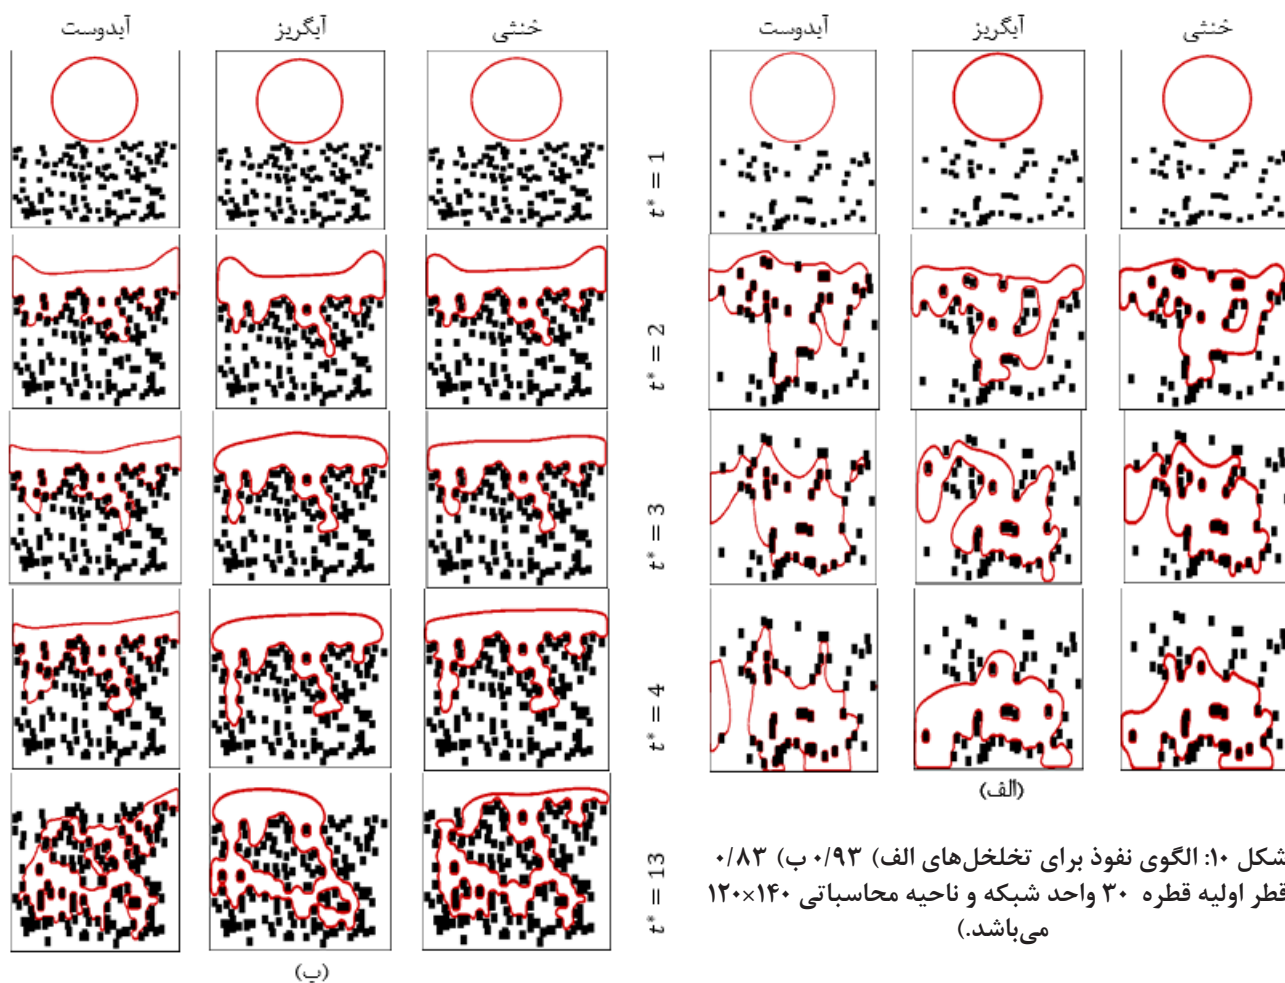 خنثی آبگریز آبدوست
خنثی آبگریز آبدوست
t* = 1
t* = 2
t* = 3
t* = 4
t* = 13
(الف)
(ب)
شکل ۱۰: الگوی نفوذ برای تخلخل‌های الف) ۰/۹۳ ب) ۰/۸۳
قطر اولیه قطره ۳۰ واحد شبکه و ناحیه محاسباتی ۱۴۰×۱۲۰
می‌باشد.)